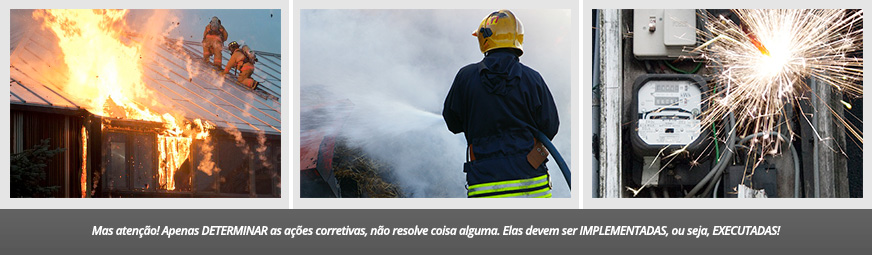 Mas atenção! Apenas DETERMINAR as ações corretivas, não resolve coisa alguma. Elas devem ser IMPLEMENTADAS, ou seja, EXECUTADAS!